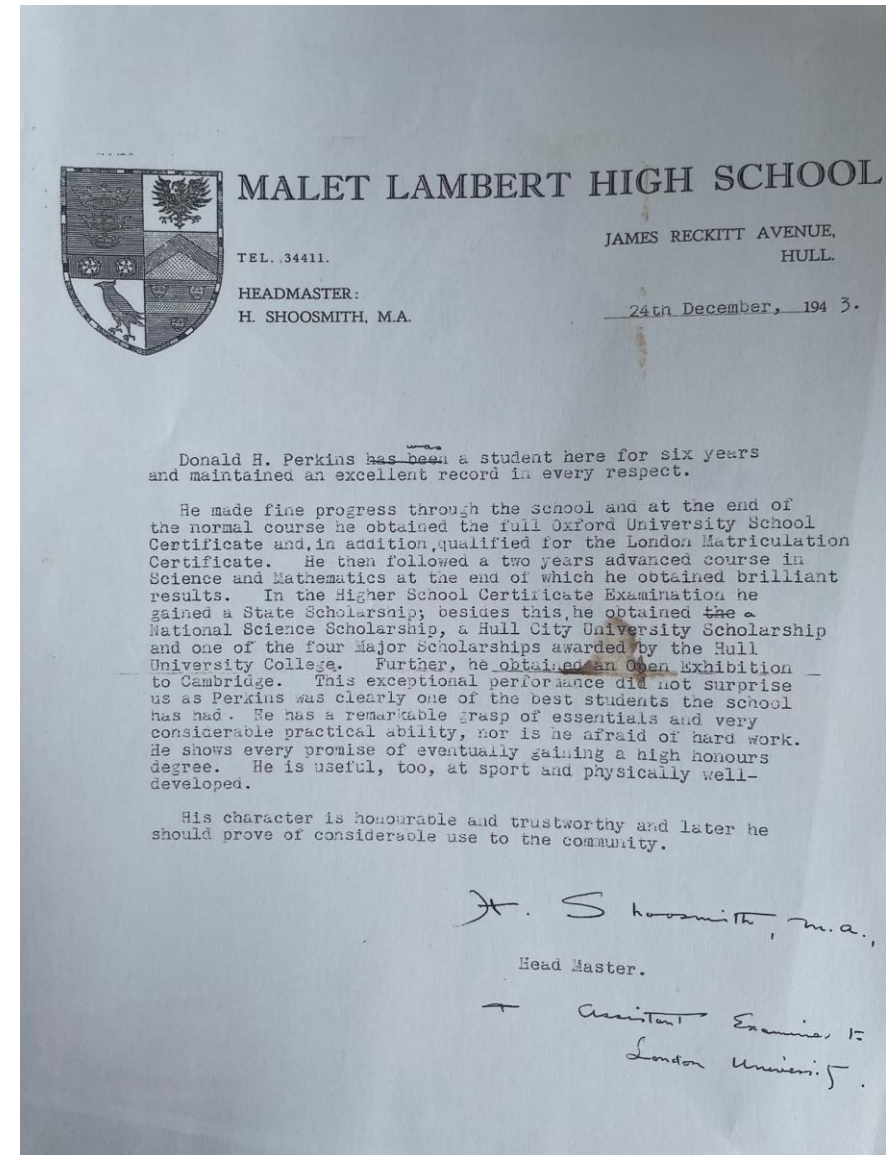 MALET LAMBERT HIGH SCHOOL
JAMES RECKITT AVENUE,
HULL.
TEL. 34411.
HEADMASTER:
H. SHOOSMITH, M.A.
24th December, 194 3.
was
Donald H. Perkins has been a student here for six years
and maintained an excellent record in every respect.
He made fine progress through the school and at the end of
the normal course he obtained the full Oxford University School
Certificate and, in addition, qualified for the London Matriculation
Certificate. He then followed a two years advanced course in
Science and Mathematics at the end of which he obtained brilliant
results. In the Higher School Certificate Examination he
gained a State Scholarship; besides this, he obtained the a
National Science Scholarship, a Hull City University Scholarship
and one of the four Major Scholarships awarded by the Hull
University College. Further, he obtained an Open Exhibition
to Cambridge. This exceptional performance did not surprise
us as Perkins was clearly one of the best students the school
has had. He has a remarkable grasp of essentials and very
considerable practical ability, nor is he afraid of hard work.
He shows every promise of eventually gaining a high honours
degree. He is useful, too, at sport and physically well-
developed.
His character is honourable and trustworthy and later he
should prove of considerable use to the community.
H. Shoosmith, M.A.,
Head Master.
+ Assistant Examiner to
London University.